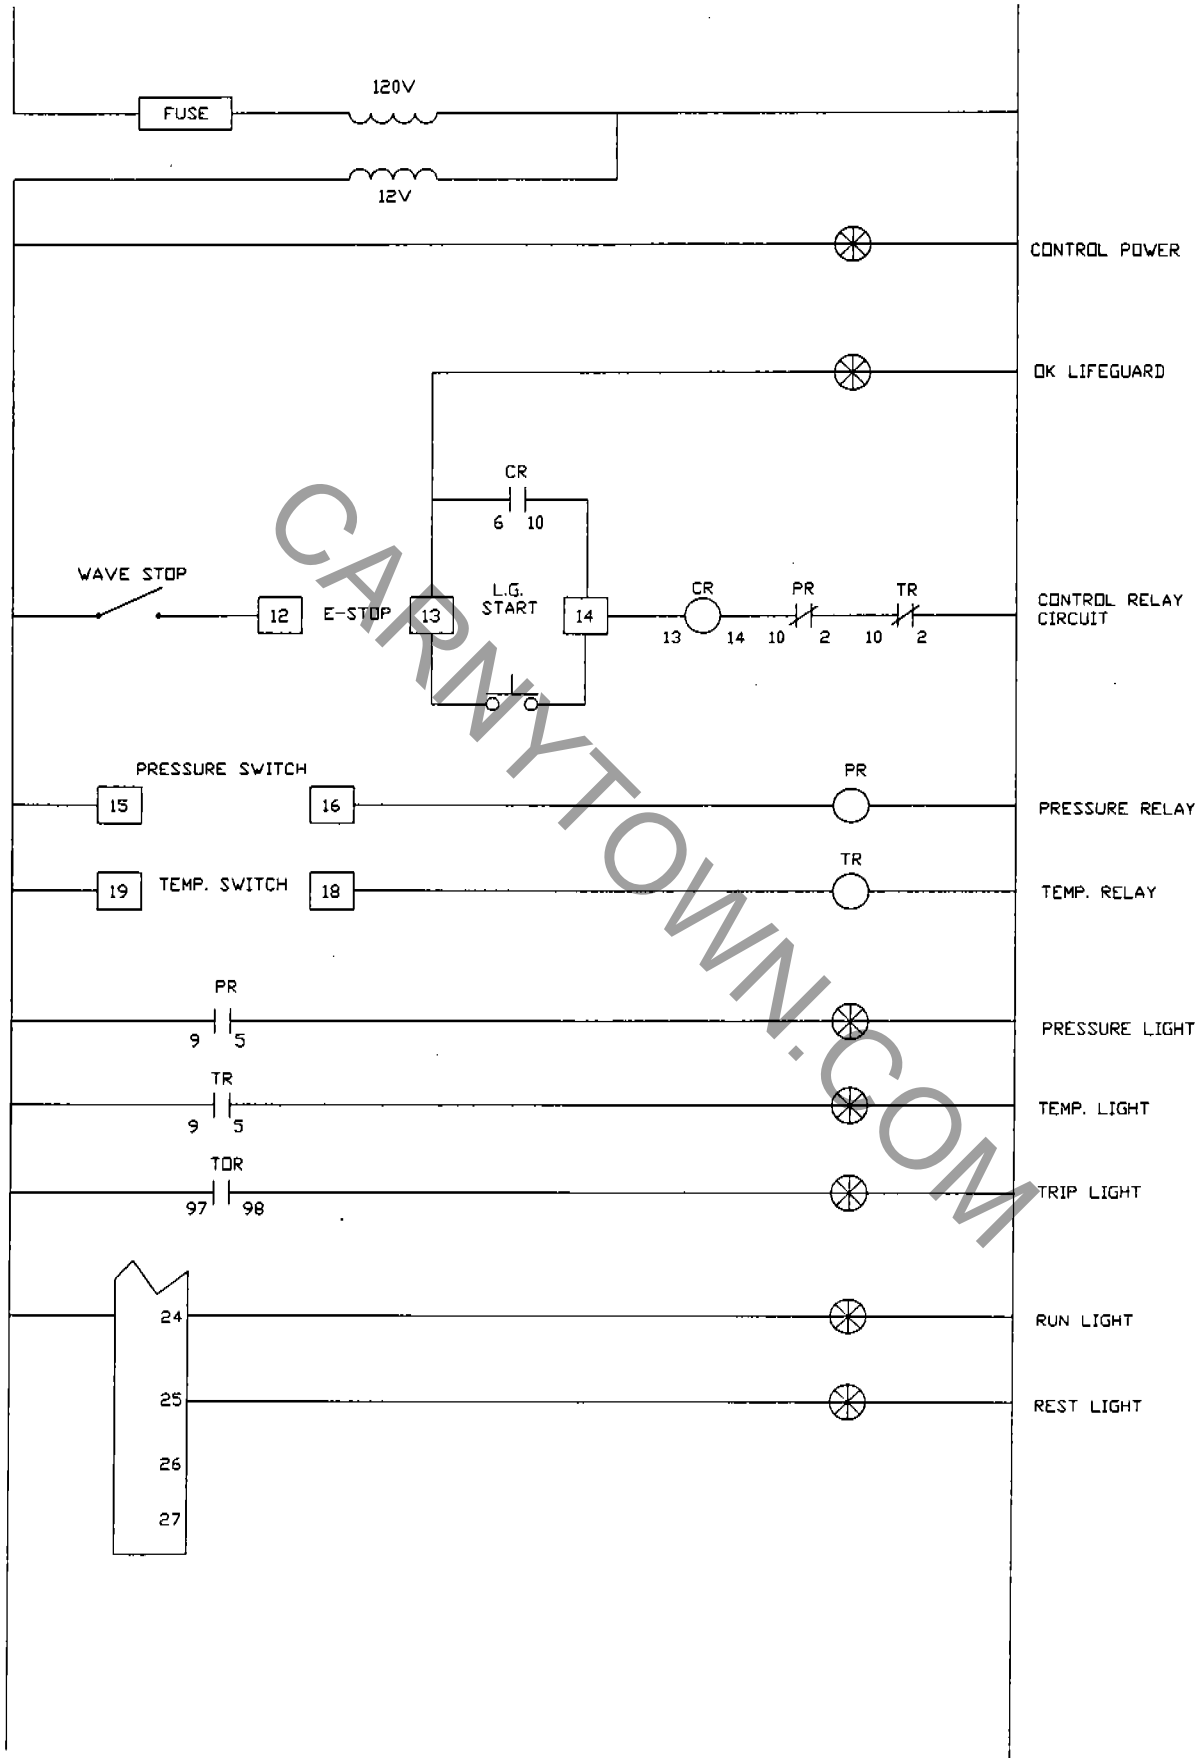 120V
FUSE
12V
CONTROL POWER
OK LIFEGUARD
CR
6 10
WAVE STOP
12 E-STOP 13
L.G.
START
14
CR PR TR
13 14 10 2 10 2
CONTROL RELAY
CIRCUIT
PRESSURE SWITCH
15 16
PR
PRESSURE RELAY
19 TEMP. SWITCH 18
TR
TEMP. RELAY
PR
9 5
PRESSURE LIGHT
TR
9 5
TEMP. LIGHT
TOR
97 98
TRIP LIGHT
24
RUN LIGHT
25
REST LIGHT
26
27
CARNYTOWN.COM